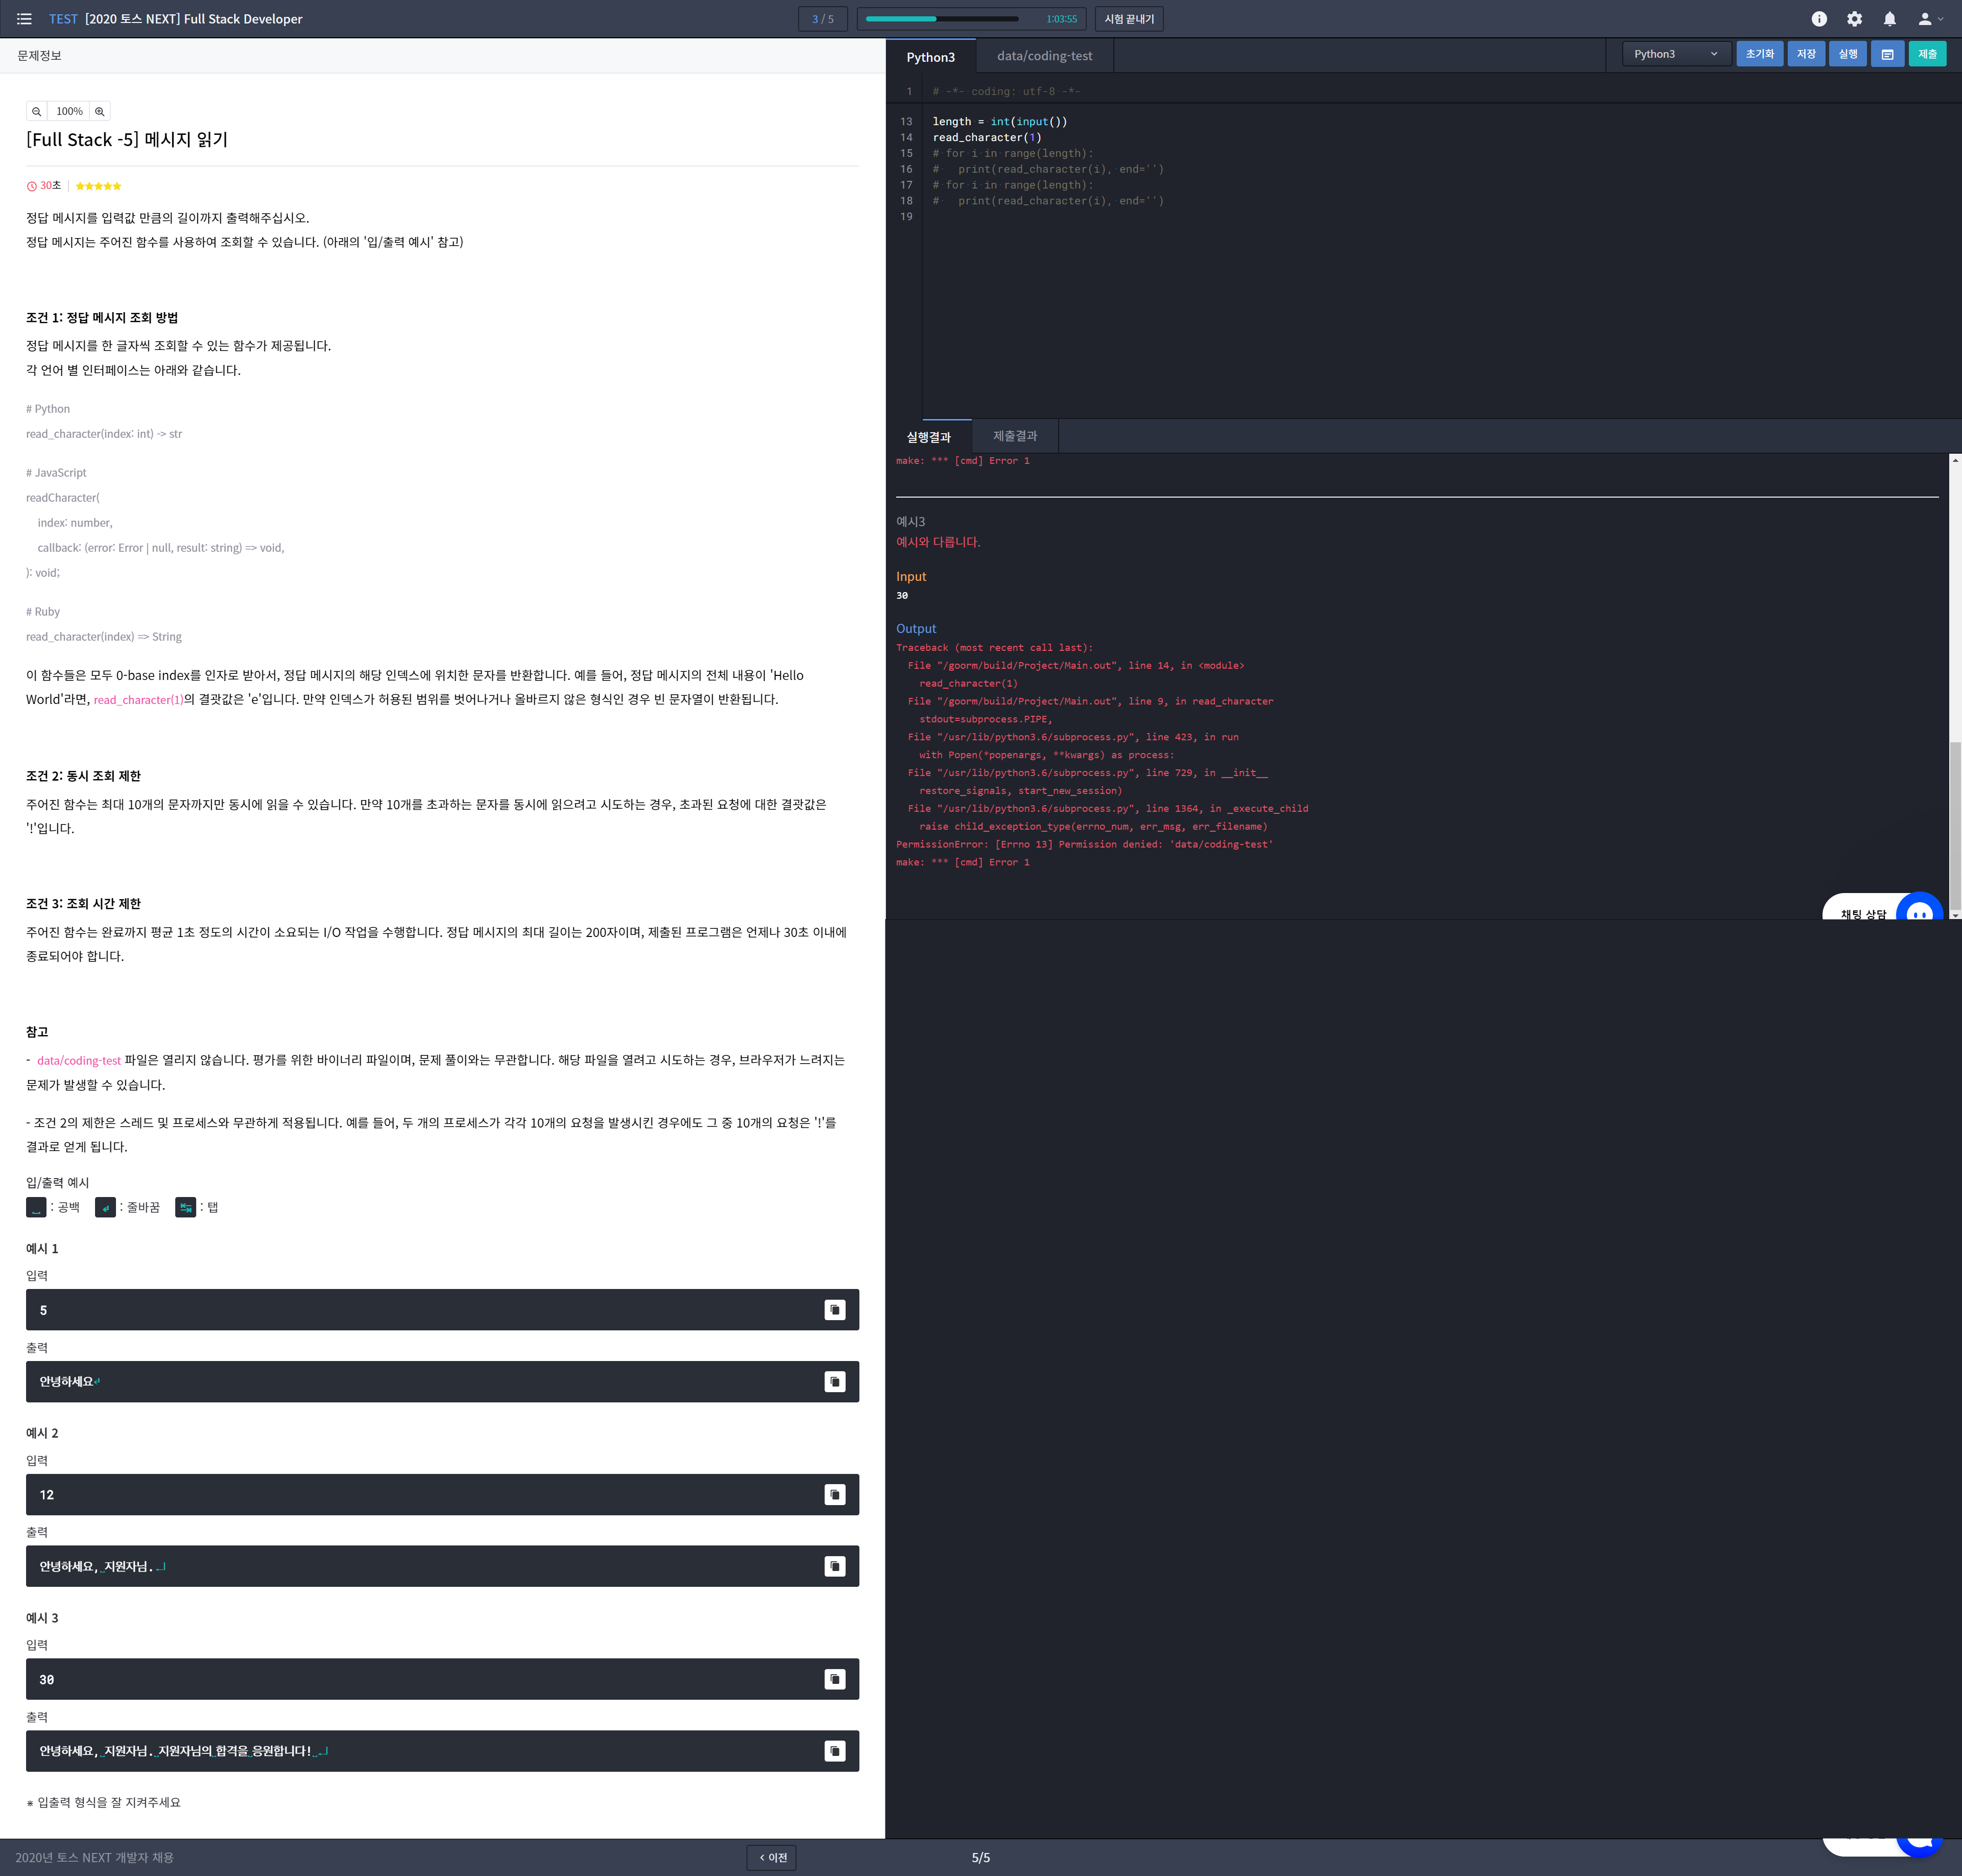 TEST [2020 토스 NEXT] Full Stack Developer
3 / 5
1:03:55
시험 끝내기
문제정보
100%
[Full Stack -5] 메시지 읽기
30초
정답 메시지를 입력값 만큼의 길이까지 출력해주십시오.
정답 메시지는 주어진 함수를 사용하여 조회할 수 있습니다. (아래의 '입/출력 예시' 참고)
조건 1: 정답 메시지 조회 방법
정답 메시지를 한 글자씩 조회할 수 있는 함수가 제공됩니다.
각 언어 별 인터페이스는 아래와 같습니다.
# Python
read_character(index: int) -> str
# JavaScript
readCharacter(
index: number,
callback: (error: Error | null, result: string) => void,
): void;
# Ruby
read_character(index) => String
이 함수들은 모두 0-base index를 인자로 받아서, 정답 메시지의 해당 인덱스에 위치한 문자를 반환합니다. 예를 들어, 정답 메시지의 전체 내용이 'Hello
World'라면, read_character(1)의 결괏값은 'e'입니다. 만약 인덱스가 허용된 범위를 벗어나거나 올바르지 않은 형식인 경우 빈 문자열이 반환됩니다.
조건 2: 동시 조회 제한
주어진 함수는 최대 10개의 문자까지만 동시에 읽을 수 있습니다. 만약 10개를 초과하는 문자를 동시에 읽으려고 시도하는 경우, 초과된 요청에 대한 결괏값은
'!'입니다.
조건 3: 조회 시간 제한
주어진 함수는 완료까지 평균 1초 정도의 시간이 소요되는 I/O 작업을 수행합니다. 정답 메시지의 최대 길이는 200자이며, 제출된 프로그램은 언제나 30초 이내에
종료되어야 합니다.
참고
- data/coding-test 파일은 열리지 않습니다. 평가를 위한 바이너리 파일이며, 문제 풀이와는 무관합니다. 해당 파일을 열려고 시도하는 경우, 브라우저가 느려지는
문제가 발생할 수 있습니다.
- 조건 2의 제한은 스레드 및 프로세스와 무관하게 적용됩니다. 예를 들어, 두 개의 프로세스가 각각 10개의 요청을 발생시킨 경우에도 그 중 10개의 요청은 '!'를
결과로 얻게 됩니다.
입/출력 예시
: 공백 : 줄바꿈 : 탭
예시 1
입력
5
출력
안녕하세요
예시 2
입력
12
출력
안녕하세요, 지원자님.
예시 3
입력
30
출력
안녕하세요, 지원자님. 지원자님의 합격을 응원합니다!
※ 입출력 형식을 잘 지켜주세요
Python3 data/coding-test
Python3 초기화 저장 실행 제출
1 # -*- coding: utf-8 -*-
13 length = int(input())
14 read_character(1)
15 # for i in range(length):
16 #   print(read_character(i), end='')
17 # for i in range(length):
18 #   print(read_character(i), end='')
19
실행결과 제출결과
make: *** [cmd] Error 1
예시3
예시와 다릅니다.
Input
30
Output
Traceback (most recent call last):
File "/goorm/build/Project/Main.out", line 14, in <module>
read_character(1)
File "/goorm/build/Project/Main.out", line 9, in read_character
stdout=subprocess.PIPE,
File "/usr/lib/python3.6/subprocess.py", line 423, in run
with Popen(*popenargs, **kwargs) as process:
File "/usr/lib/python3.6/subprocess.py", line 729, in __init__
restore_signals, start_new_session)
File "/usr/lib/python3.6/subprocess.py", line 1364, in _execute_child
raise child_exception_type(errno_num, err_msg, err_filename)
PermissionError: [Errno 13] Permission denied: 'data/coding-test'
make: *** [cmd] Error 1
채팅 상담
2020년 토스 NEXT 개발자 채용
< 이전
5/5